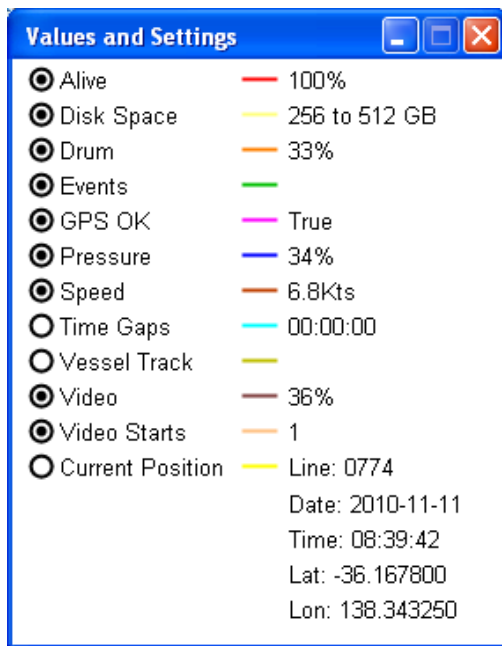 Values and Settings
Alive 100%
Disk Space 256 to 512 GB
Drum 33%
Events
GPS OK True
Pressure 34%
Speed 6.8Kts
Time Gaps 00:00:00
Vessel Track
Video 36%
Video Starts 1
Current Position Line: 0774
Date: 2010-11-11
Time: 08:39:42
Lat: -36.167800
Lon: 138.343250